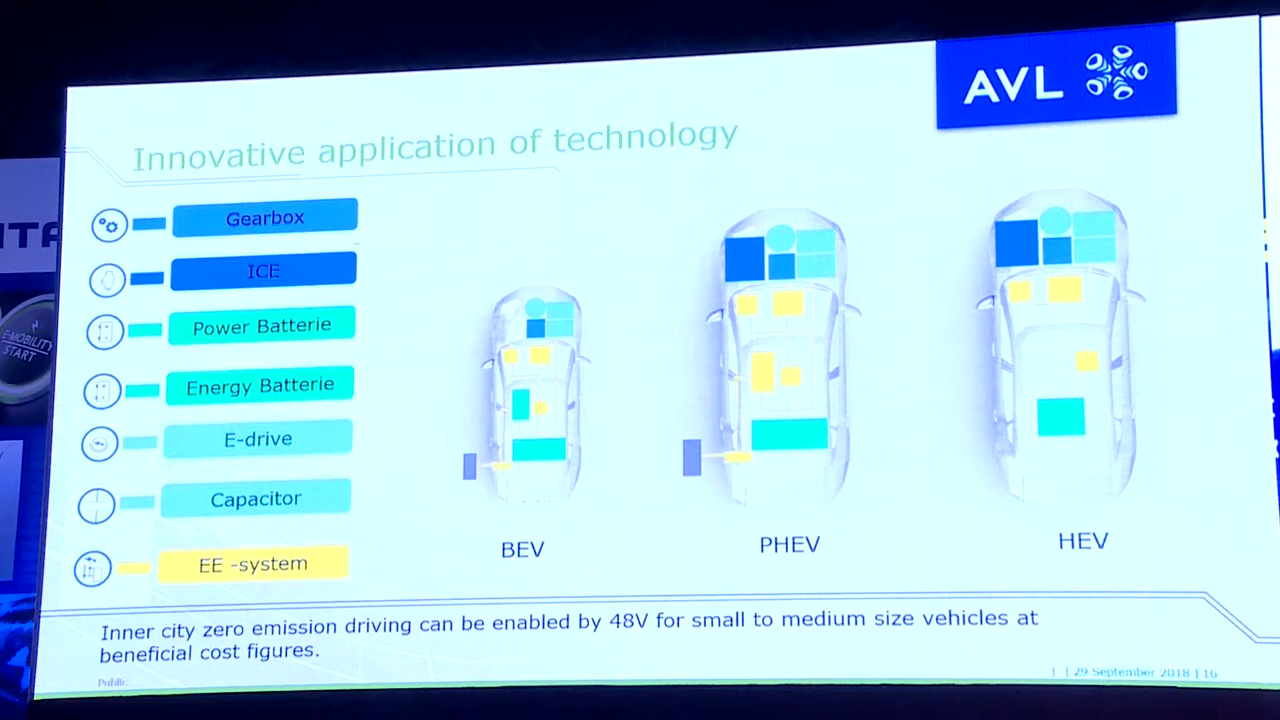 AVL
Innovative application of technology
Gearbox
ICE
Power Batterie
Energy Batterie
E-drive
Capacitor
EE -system
BEV
PHEV
HEV
Inner city zero emission driving can be enabled by 48V for small to medium size vehicles at
beneficial cost figures.
Public
| | 29 September 2018 | 16
E-MOBILITY
START